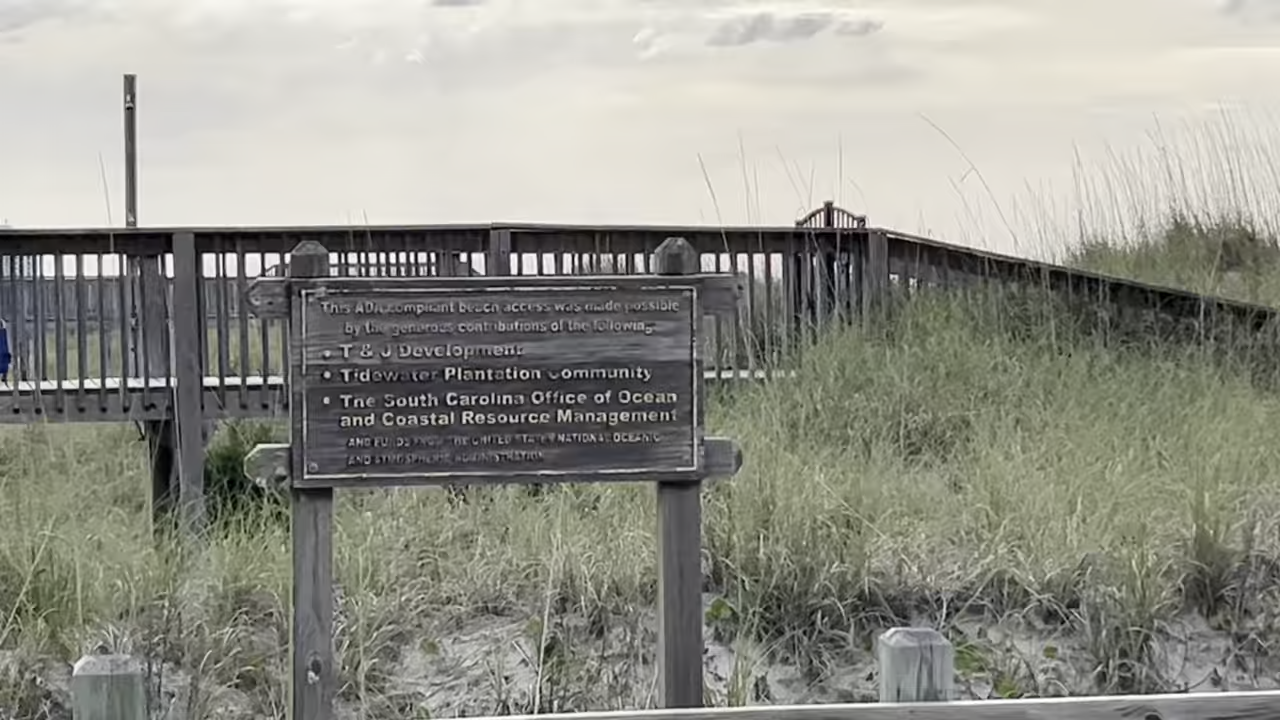 This ADA compliant beach access was made possible
by the generous contributions of the following:
• T & J Development
• Tidewater Plantation Community
• The South Carolina Office of Ocean
and Coastal Resource Management
AND FUNDS FROM THE UNITED STATES NATIONAL OCEANIC
AND ATMOSPHERIC ADMINISTRATION